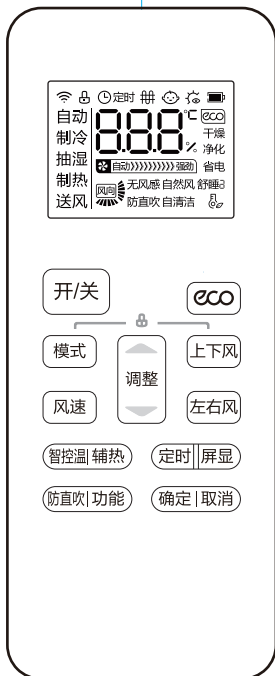 定时
自动 88.8 ℃ eco
制冷 干燥
抽湿 % 净化
自动》》》》》》强劲 省电
制热 风向 无风感 自然风 舒睡
送风 防直吹 自清洁
开/关 eco
模式 上下风
调整
风速 左右风
智控温|辅热 定时||屏显
防直吹|功能 确定|取消